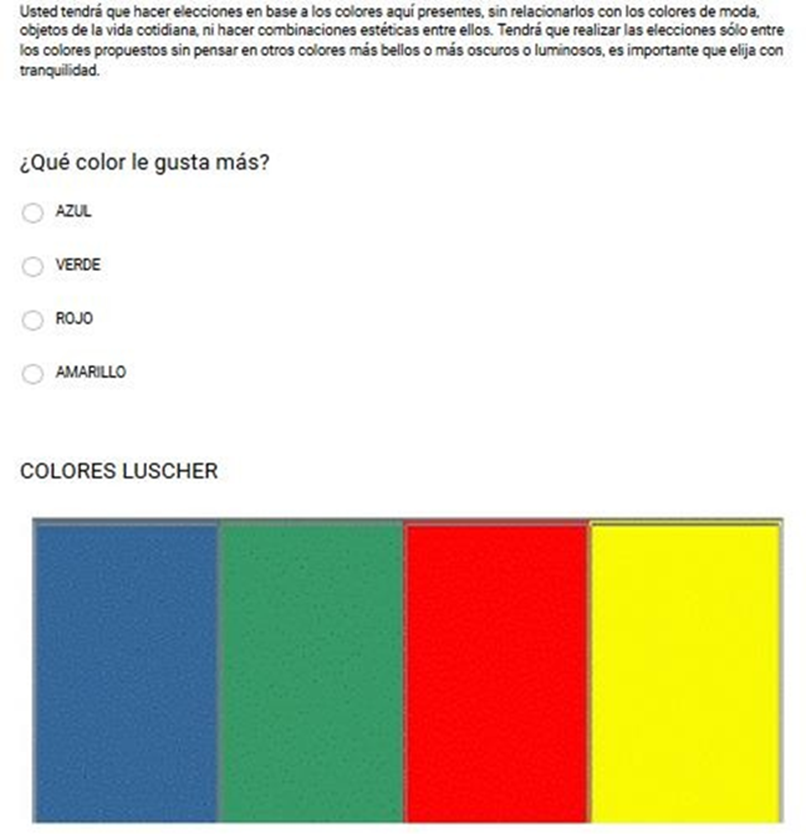 Usted tendrá que hacer elecciones en base a los colores aquí presentes, sin relacionarlos con los colores de moda,
objetos de la vida cotidiana, ni hacer combinaciones estéticas entre ellos. Tendrá que realizar las elecciones sólo entre
los colores propuestos sin pensar en otros colores más bellos o más oscuros o luminosos, es importante que elija con
tranquilidad.
¿Qué color le gusta más?
AZUL
VERDE
ROJO
AMARILLO
COLORES LUSCHER